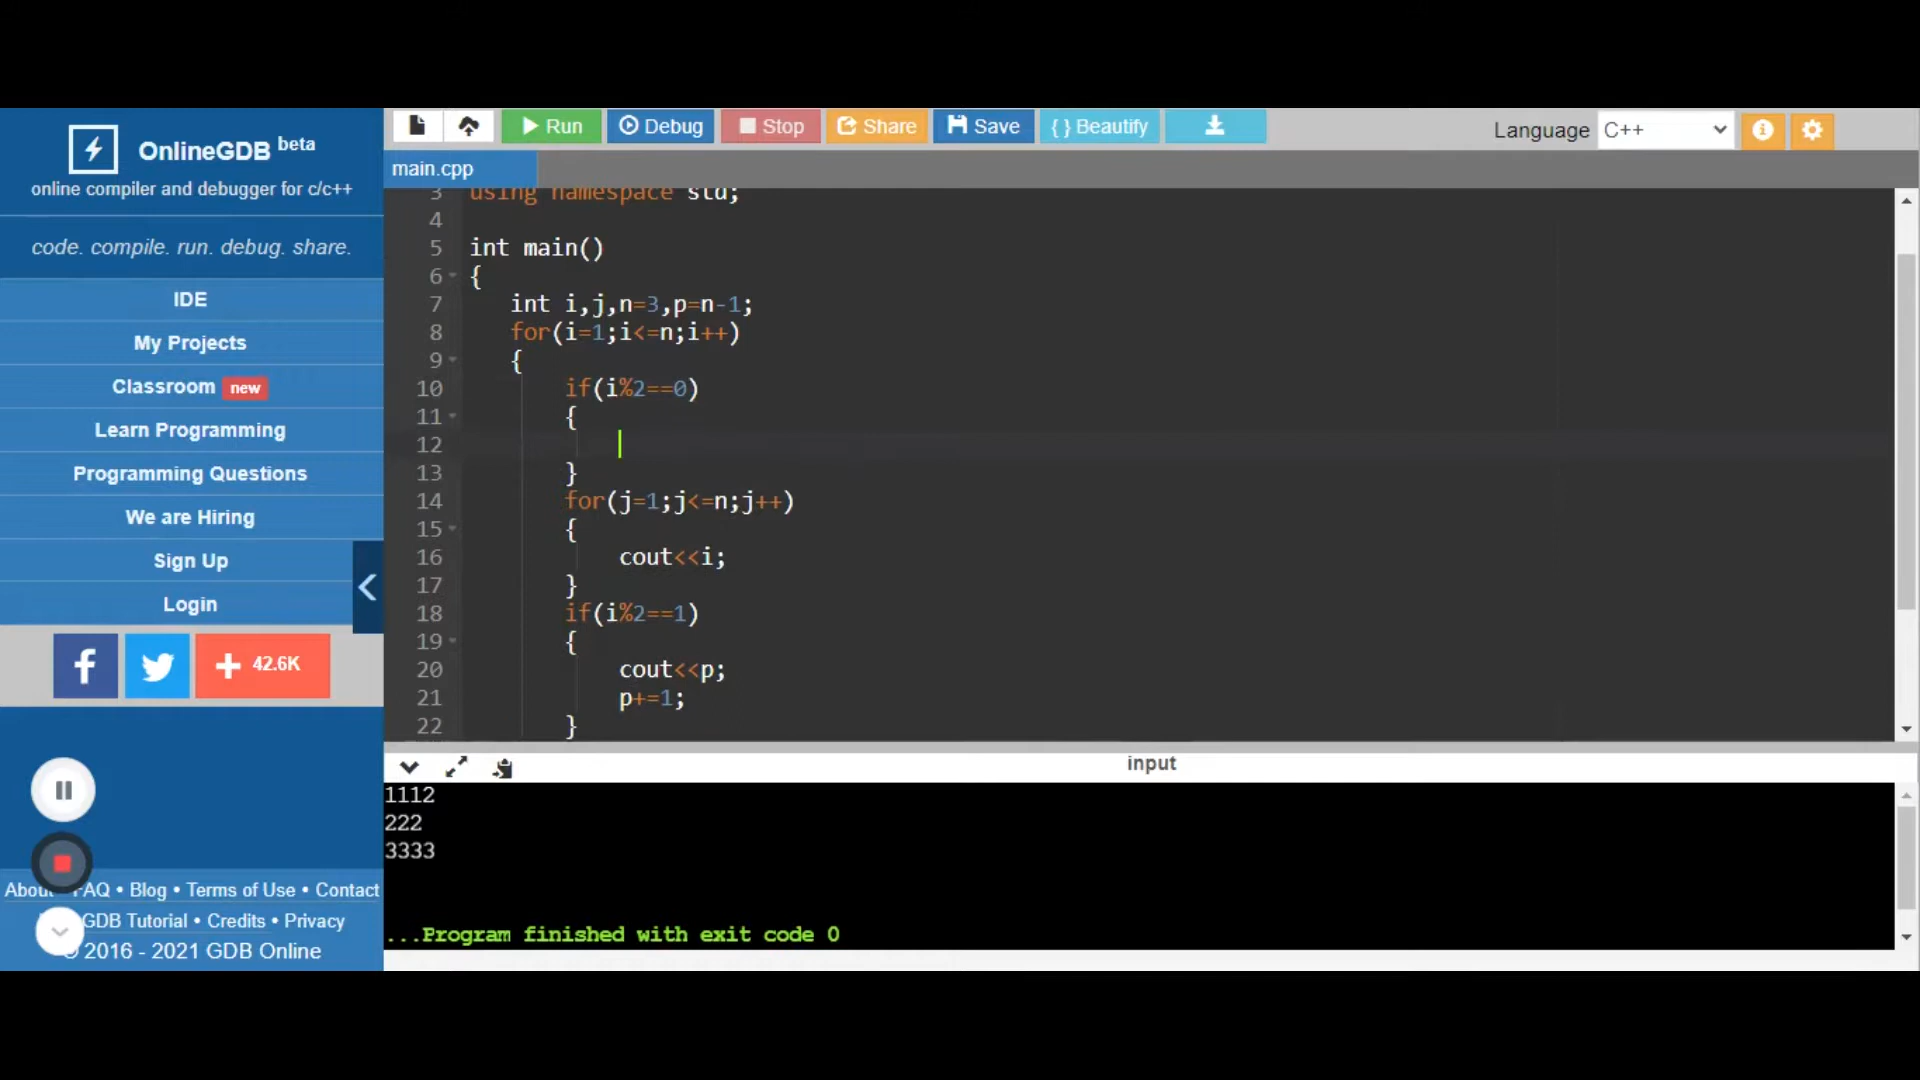 OnlineGDB beta
online compiler and debugger for c/c++
code. compile. run. debug. share.
IDE
My Projects
Classroom new
Learn Programming
Programming Questions
We are Hiring
Sign Up
Login
42.6K
FAQ • Blog • Terms of Use • Contact
GDB Tutorial • Credits • Privacy
© 2016 - 2021 GDB Online
Run
Debug
Stop
Share
Save
{ } Beautify
Language C++
main.cpp
3 using namespace std;
4
5 int main()
6 {
7 int i,j,n=3,p=n-1;
8 for(i=1;i<=n;i++)
9 {
10 if(i%2==0)
11 {
12
13 }
14 for(j=1;j<=n;j++)
15 {
16 cout<<i;
17 }
18 if(i%2==1)
19 {
20 cout<<p;
21 p+=1;
22 }
input
1112
222
3333
...Program finished with exit code 0